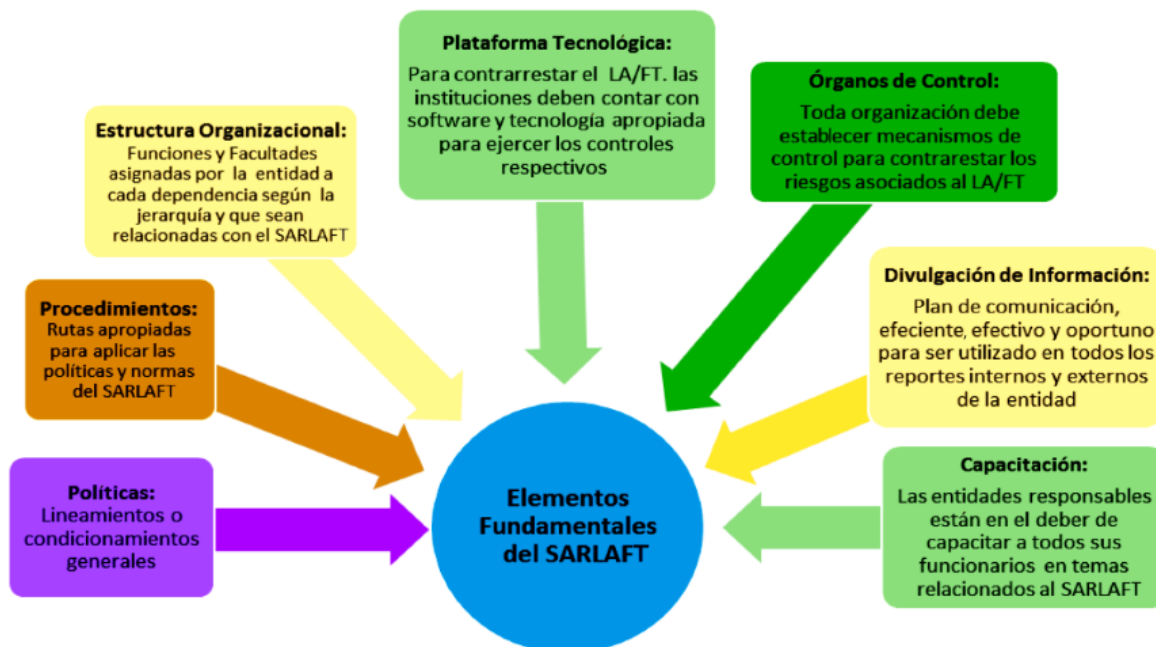 Plataforma Tecnológica:
Para contrarrestar el LA/FT. las
instituciones deben contar con
software y tecnología apropiada
para ejercer los controles
respectivos
Órganos de Control:
Toda organización debe
establecer mecanismos de
control para contrarestar los
riesgos asociados al LA/FT
Estructura Organizacional:
Funciones y Facultades
asignadas por la entidad a
cada dependencia según la
jerarquía y que sean
relacionadas con el SARLAFT
Divulgación de Información:
Plan de comunicación,
efeciente, efectivo y oportuno
para ser utilizado en todos los
reportes internos y externos
de la entidad
Procedimientos:
Rutas apropiadas
para aplicar las
políticas y normas
del SARLAFT
Políticas:
Lineamientos o
condicionamientos
generales
Capacitación:
Las entidades responsables
están en el deber de
capacitar a todos sus
funcionarios en temas
relacionados al SARLAFT
Elementos
Fundamentales
del SARLAFT